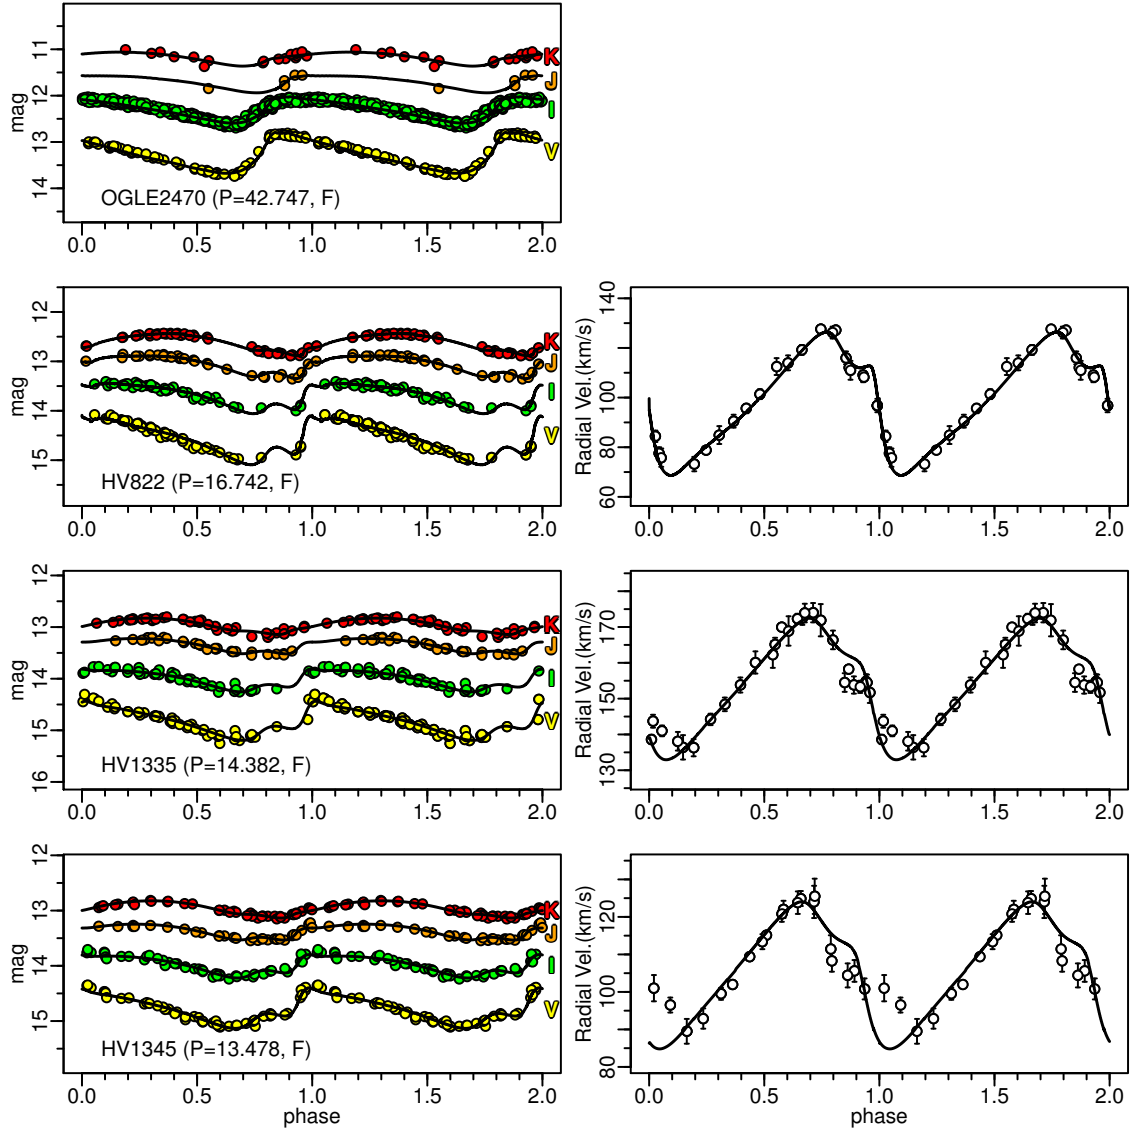 mag
11
12
13
14
K
J
I
V
OGLE2470 (P=42.747, F)
0.0 0.5 1.0 1.5 2.0
mag
12
13
14
15
K
J
I
V
HV822 (P=16.742, F)
0.0 0.5 1.0 1.5 2.0
Radial Vel.(km/s)
140
100
80
60
0.0 0.5 1.0 1.5 2.0
mag
12
13
14
15
16
K
J
I
V
HV1335 (P=14.382, F)
0.0 0.5 1.0 1.5 2.0
Radial Vel.(km/s)
170
150
130
0.0 0.5 1.0 1.5 2.0
mag
12
13
14
15
K
J
I
V
HV1345 (P=13.478, F)
0.0 0.5 1.0 1.5 2.0
phase
Radial Vel.(km/s)
120
100
80
0.0 0.5 1.0 1.5 2.0
phase